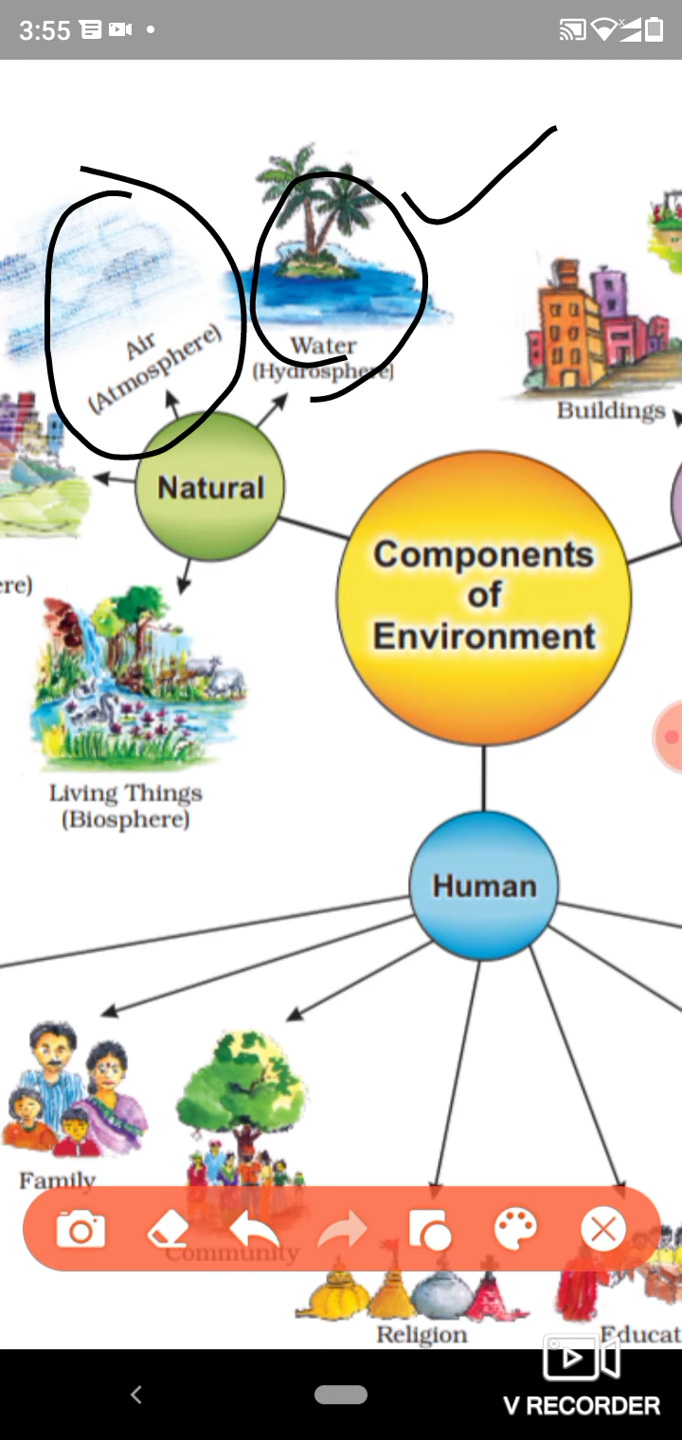 3:55
Air
(Atmosphere)
Water
(Hydrosphere)
Buildings
Natural
Components
of
Environment
ere)
Living Things
(Biosphere)
Human
Family
Community
Religion
Educat
V RECORDER